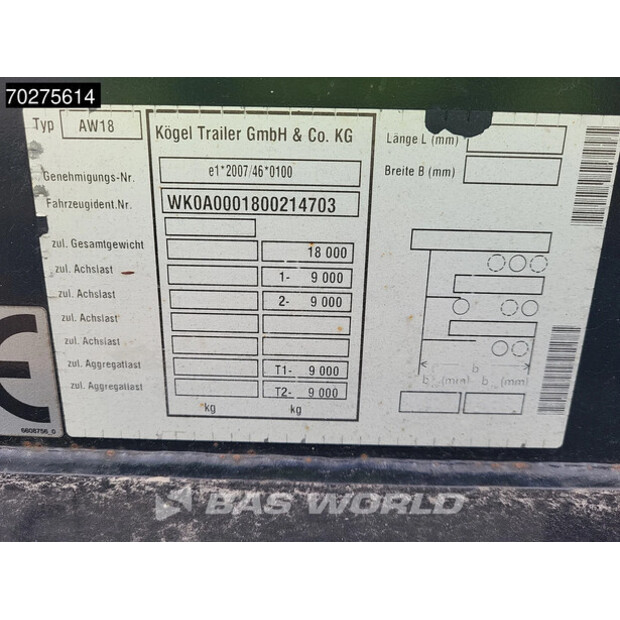 70275614
Typ AW18
Kögel Trailer GmbH & Co. KG
Länge L (mm)
Genehmigungs-Nr. e1*2007/46*0100
Breite B (mm)
Fahrzeugident.Nr. WK0A0001800214703
zul. Gesamtgewicht 18 000
zul. Achslast 1- 9 000
zul. Achslast 2- 9 000
zul. Achslast
zul. Achslast
zul. Aggregatlast T1- 9 000
zul. Aggregatlast T2- 9 000
kg kg
b
b (mm) b (mm)
CE
6608756_0
BAS WORLD